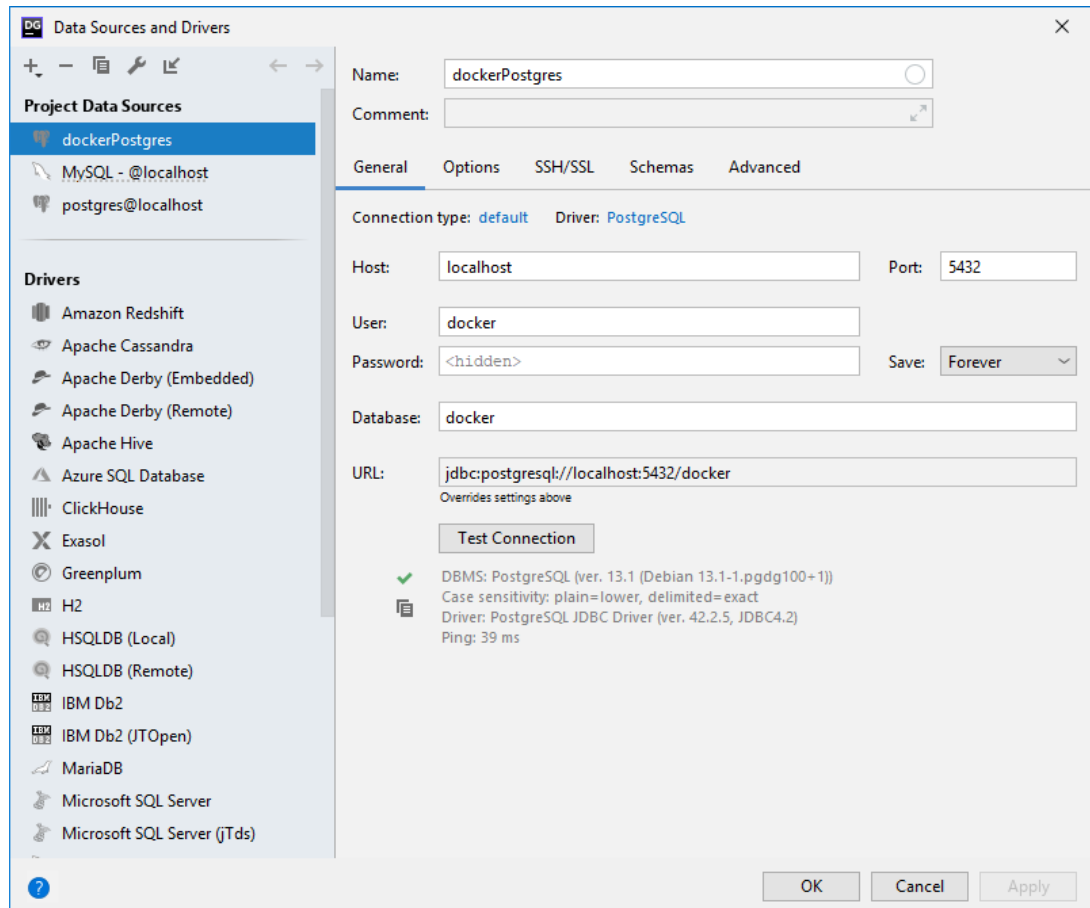 DG Data Sources and Drivers
Project Data Sources
dockerPostgres
MySQL - @localhost
postgres@localhost
Drivers
Amazon Redshift
Apache Cassandra
Apache Derby (Embedded)
Apache Derby (Remote)
Apache Hive
Azure SQL Database
ClickHouse
Exasol
Greenplum
H2 H2
HSQLDB (Local)
HSQLDB (Remote)
IBM Db2
IBM Db2 (JTOpen)
MariaDB
Microsoft SQL Server
Microsoft SQL Server (jTds)
Name: dockerPostgres
Comment:
General Options SSH/SSL Schemas Advanced
Connection type: default Driver: PostgreSQL
Host: localhost Port: 5432
User: docker
Password: <hidden> Save: Forever
Database: docker
URL: jdbc:postgresql://localhost:5432/docker
Overrides settings above
Test Connection
DBMS: PostgreSQL (ver. 13.1 (Debian 13.1-1.pgdg100+1))
Case sensitivity: plain=lower, delimited=exact
Driver: PostgreSQL JDBC Driver (ver. 42.2.5, JDBC4.2)
Ping: 39 ms
? OK Cancel Apply